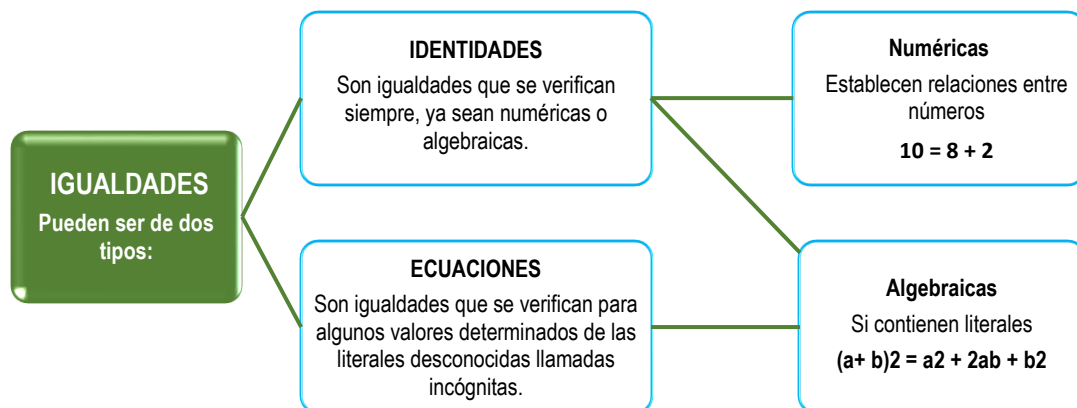 IGUALDADES
Pueden ser de dos
tipos:
IDENTIDADES
Son igualdades que se verifican
siempre, ya sean numéricas o
algebraicas.
ECUACIONES
Son igualdades que se verifican para
algunos valores determinados de las
literales desconocidas llamadas
incógnitas.
Numéricas
Establecen relaciones entre
números
10 = 8 + 2
Algebraicas
Si contienen literales
(a+ b)2 = a2 + 2ab + b2